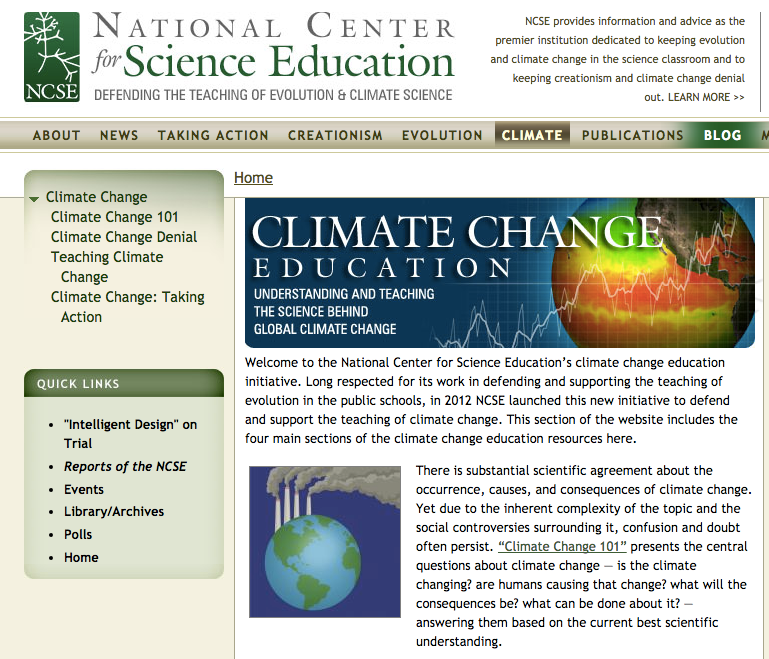 NATIONAL CENTER
for Science Education
NCSE
DEFENDING THE TEACHING OF EVOLUTION & CLIMATE SCIENCE
NCSE provides information and advice as the
premier institution dedicated to keeping evolution
and climate change in the science classroom and to
keeping creationism and climate change denial
out. LEARN MORE >>
ABOUT NEWS TAKING ACTION CREATIONISM EVOLUTION CLIMATE PUBLICATIONS BLOG M
Home
Climate Change
Climate Change 101
Climate Change Denial
Teaching Climate
Change
Climate Change: Taking
Action
QUICK LINKS
• "Intelligent Design" on
Trial
• Reports of the NCSE
• Events
• Library/Archives
• Polls
• Home
CLIMATE CHANGE
EDUCATION
UNDERSTANDING AND TEACHING
THE SCIENCE BEHIND
GLOBAL CLIMATE CHANGE
Welcome to the National Center for Science Education's climate change education
initiative. Long respected for its work in defending and supporting the teaching of
evolution in the public schools, in 2012 NCSE launched this new initiative to defend
and support the teaching of climate change. This section of the website includes the
four main sections of the climate change education resources here.
There is substantial scientific agreement about the
occurrence, causes, and consequences of climate change.
Yet due to the inherent complexity of the topic and the
social controversies surrounding it, confusion and doubt
often persist. “Climate Change 101” presents the central
questions about climate change — is the climate
changing? are humans causing that change? what will the
consequences be? what can be done about it? —
answering them based on the current best scientific
understanding.